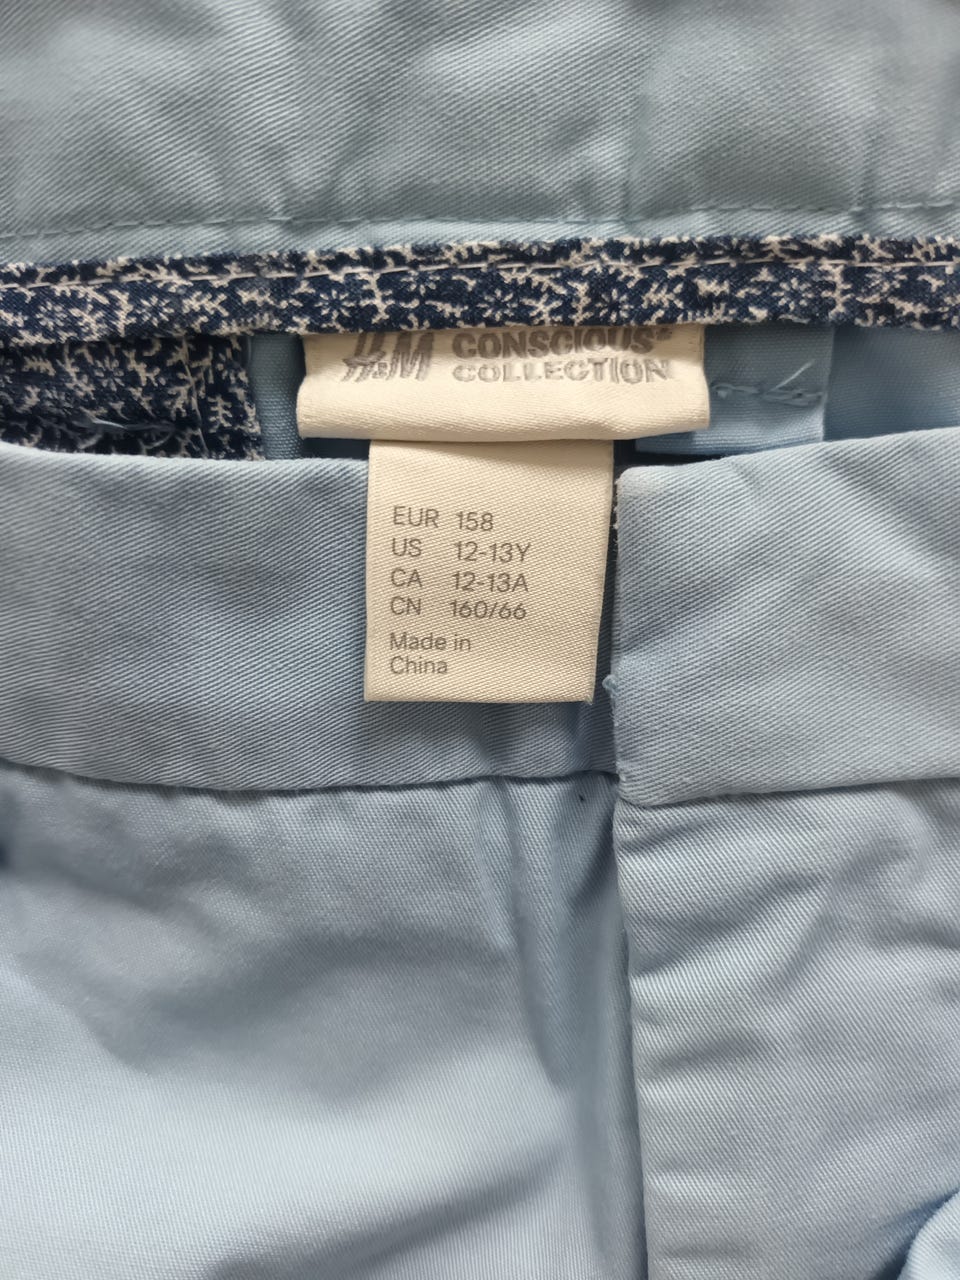 H&M CONSCIOUS
COLLECTION
EUR 158
US 12-13Y
CA 12-13A
CN 160/66
Made in
China